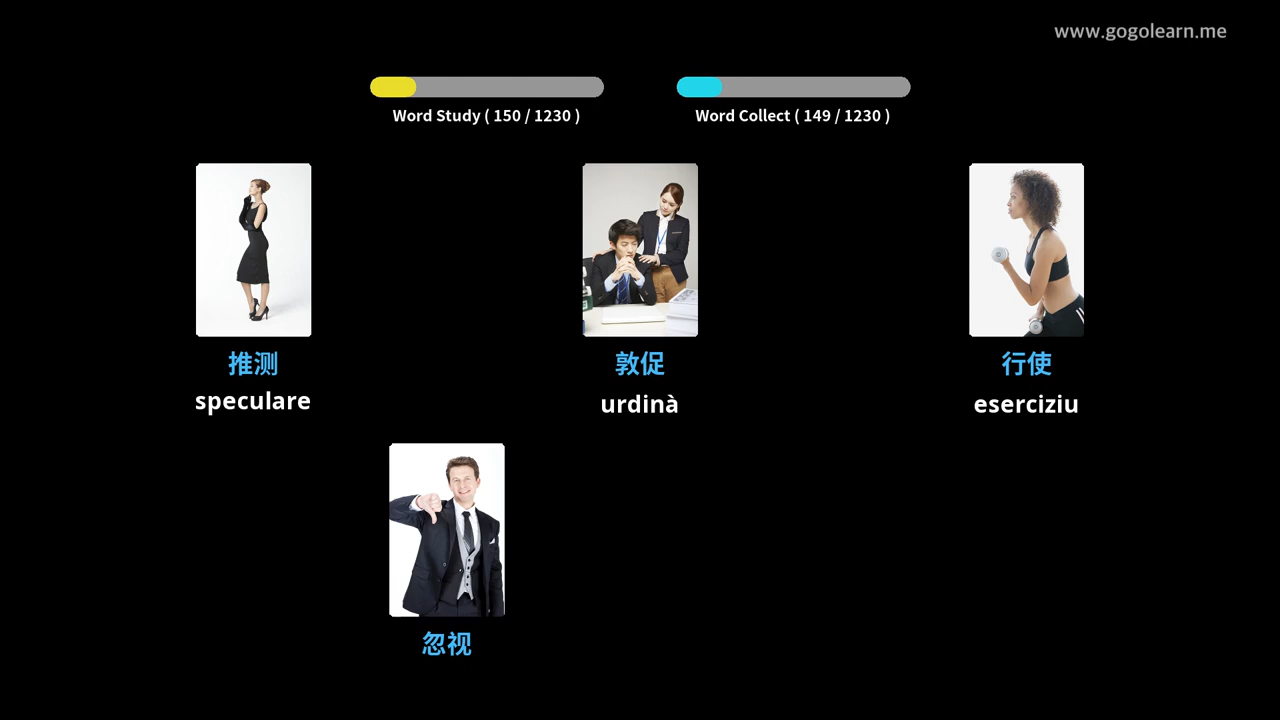 www.gogolearn.me
Word Study ( 150 / 1230 )
Word Collect ( 149 / 1230 )
推测
敦促
行使
speculare
urdinà
eserciziu
忽视